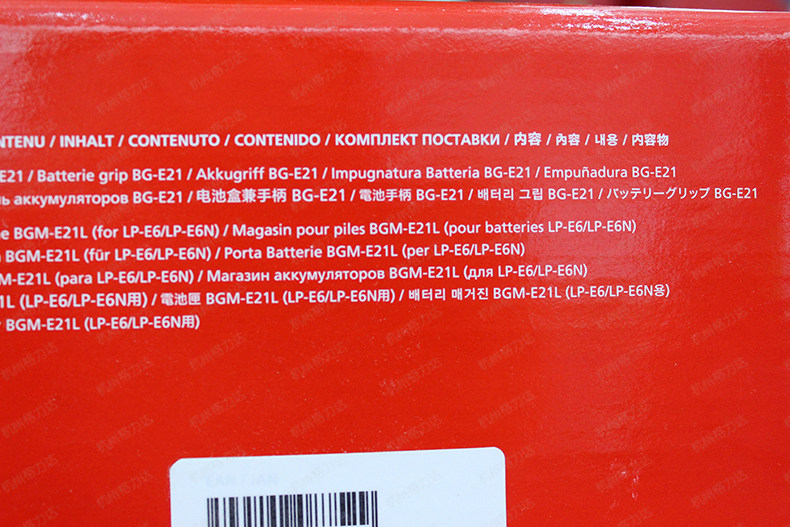 NTENU / INHALT / CONTENUTO / CONTENIDO / КОМПЛЕКТ ПОСТАВКИ / 内容 / 內容 / 내용 / 内容物
E21 / Batterie grip BG-E21 / Akkugriff BG-E21 / Impugnatura Batteria BG-E21 / Empuñadura BG-E21
ь аккумуляторов BG-E21 / 电池盒兼手柄 BG-E21 / 電池手柄 BG-E21 / 배터리 그립 BG-E21 / バッテリーグリップ BG-E21
e BGM-E21L (for LP-E6/LP-E6N) / Magasin pour piles BGM-E21L (pour batteries LP-E6/LP-E6N)
BGM-E21L (für LP-E6/LP-E6N) / Porta Batterie BGM-E21L (per LP-E6/LP-E6N)
M-E21L (para LP-E6/LP-E6N) / Магазин аккумуляторов BGM-E21L (для LP-E6/LP-E6N)
1L (LP-E6/LP-E6N用) / 電池匣 BGM-E21L (LP-E6/LP-E6N用) / 배터리 매거진 BGM-E21L (LP-E6/LP-E6N용)
BGM-E21L (LP-E6/LP-E6N用)
EAN / JAN